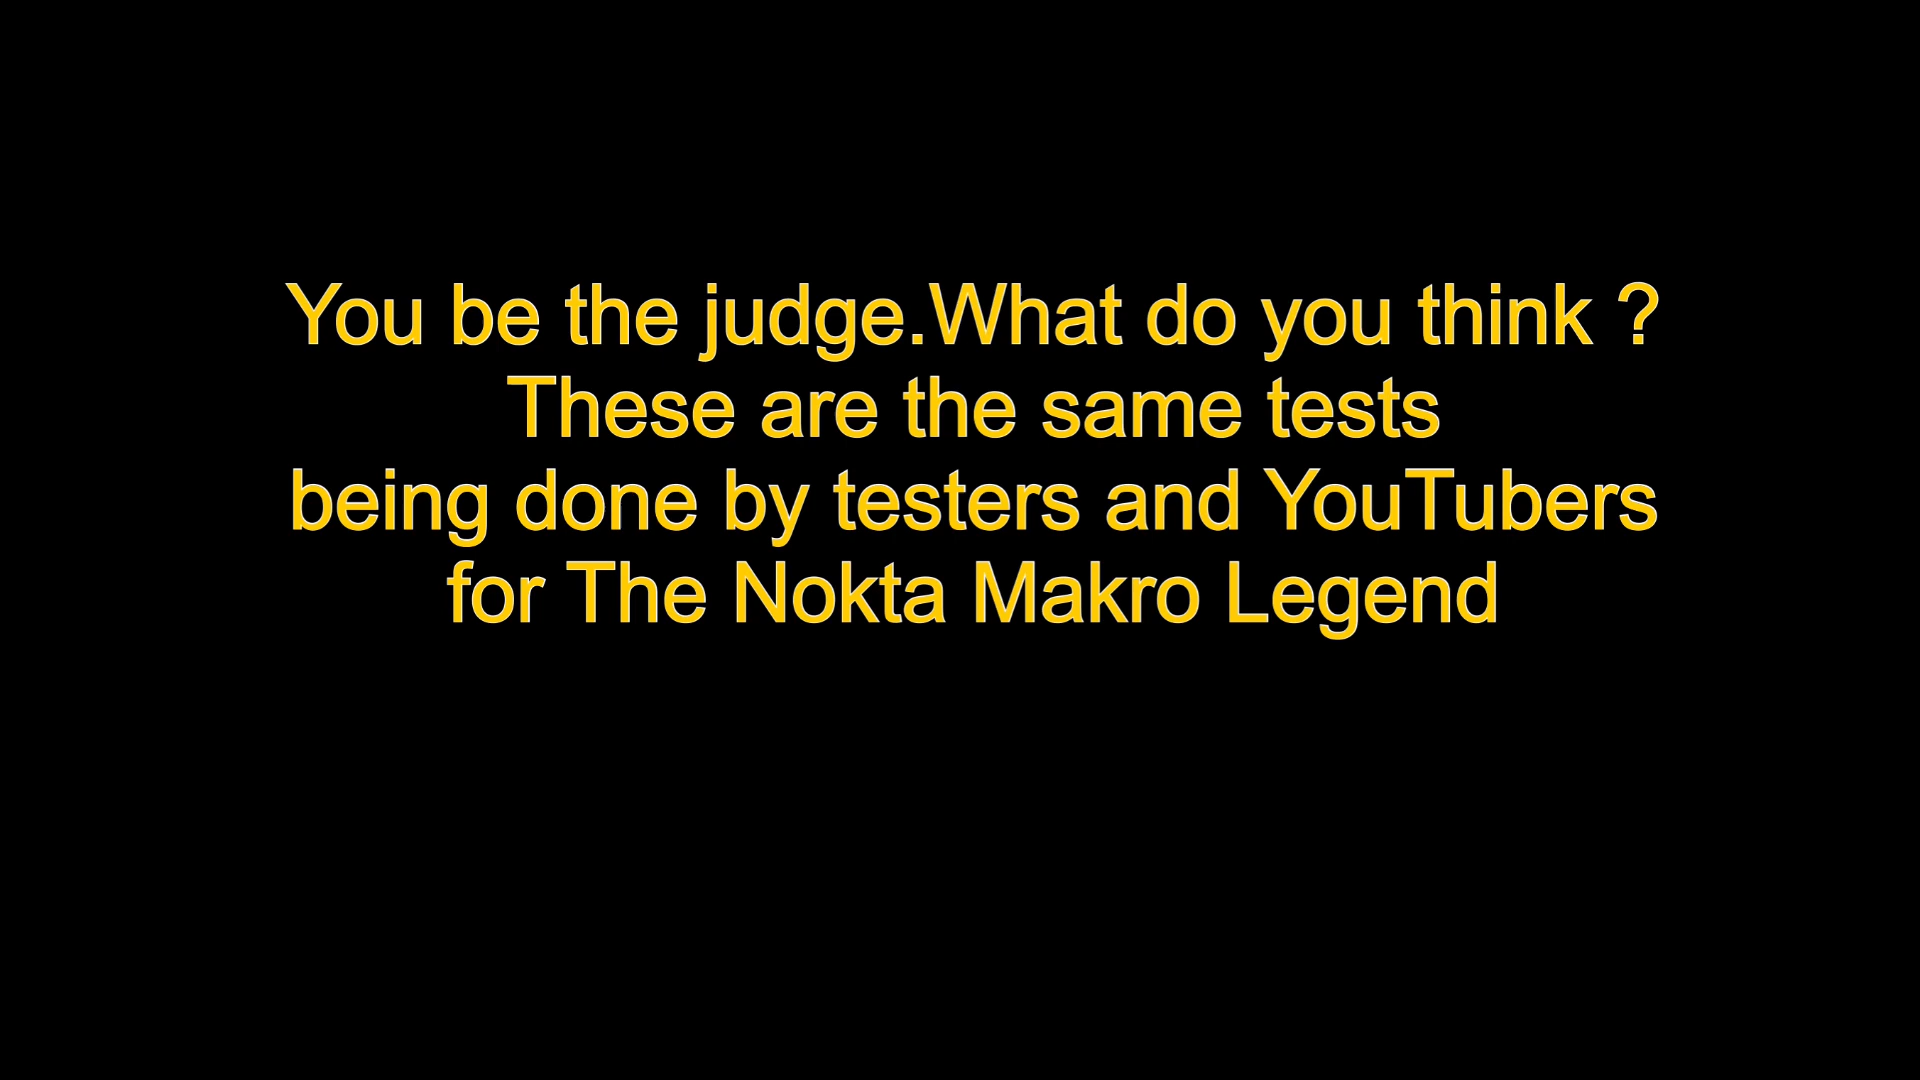 You be the judge.What do you think ?
These are the same tests
being done by testers and YouTubers
for The Nokta Makro Legend